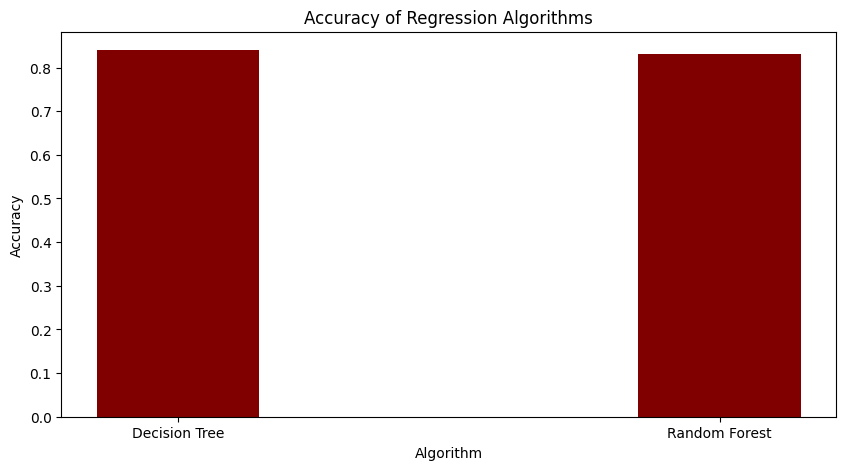 Accuracy of Regression Algorithms
Accuracy
0.8
0.7
0.6
0.5
0.4
0.3
0.2
0.1
0.0
Decision Tree
Random Forest
Algorithm